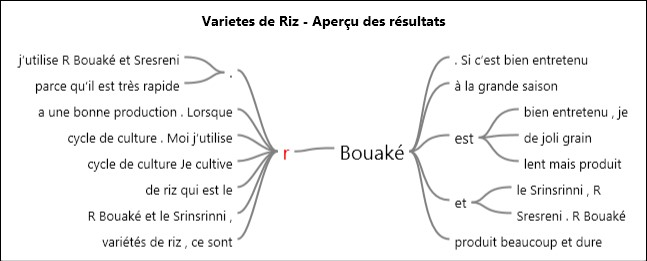 Varietes de Riz - Aperçu des résultats
j'utilise R Bouaké et Sresreni
parce qu'il est très rapide
.
a une bonne production . Lorsque
cycle de culture . Moi j'utilise
cycle de culture Je cultive
de riz qui est le
R Bouaké et le Srinsrinni ,
variétés de riz , ce sont
r
Bouaké
. Si c'est bien entretenu
à la grande saison
est
bien entretenu , je
de joli grain
lent mais produit
et
le Srinsrinni , R
Sresreni . R Bouaké
produit beaucoup et dure